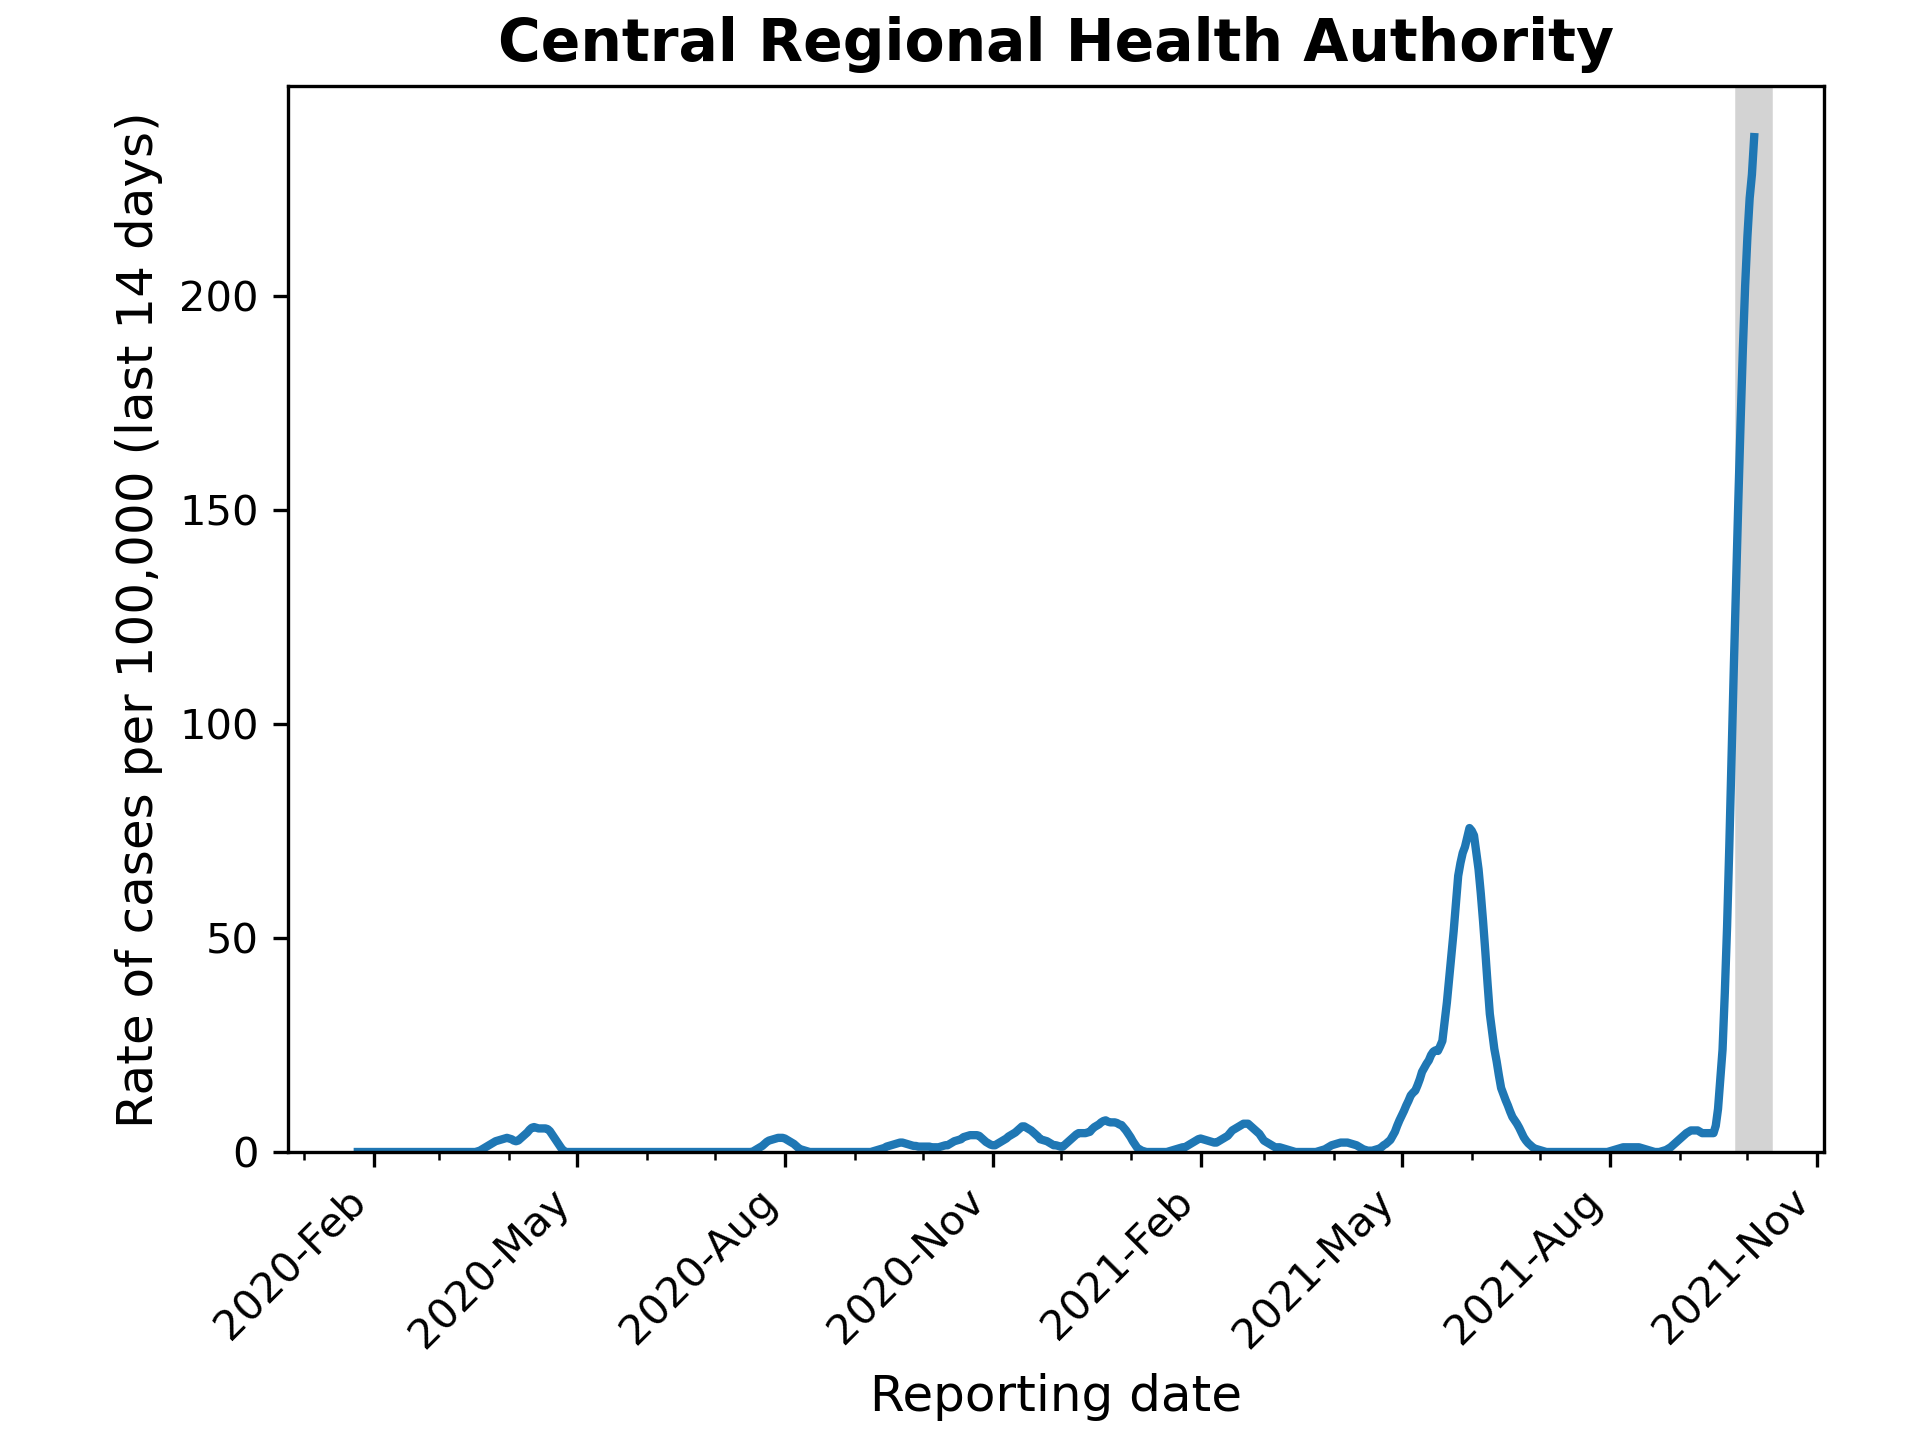 Central Regional Health Authority
Rate of cases per 100,000 (last 14 days)
200
150
100
50
0
2020-Feb
2020-May
2020-Aug
2020-Nov
2021-Feb
2021-May
2021-Aug
2021-Nov
Reporting date